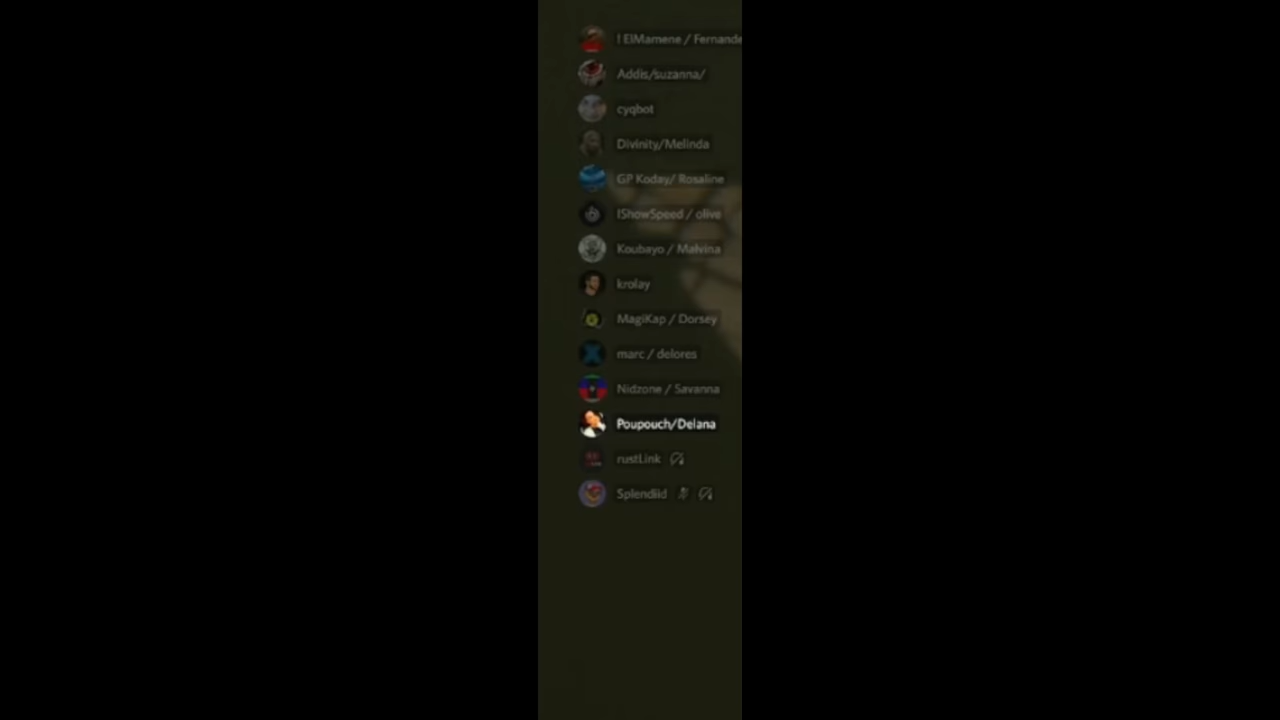 ! ElMamene / Fernande
Addis/suzanna/
cyqbot
Divinity/Melinda
GP Koday/ Rosaline
IShowSpeed / olive
Koubayo / Malvina
krolay
MagiKap / Dorsey
marc / delores
Nidzone / Savanna
Poupouch/Delana
rustLink
Splendiid